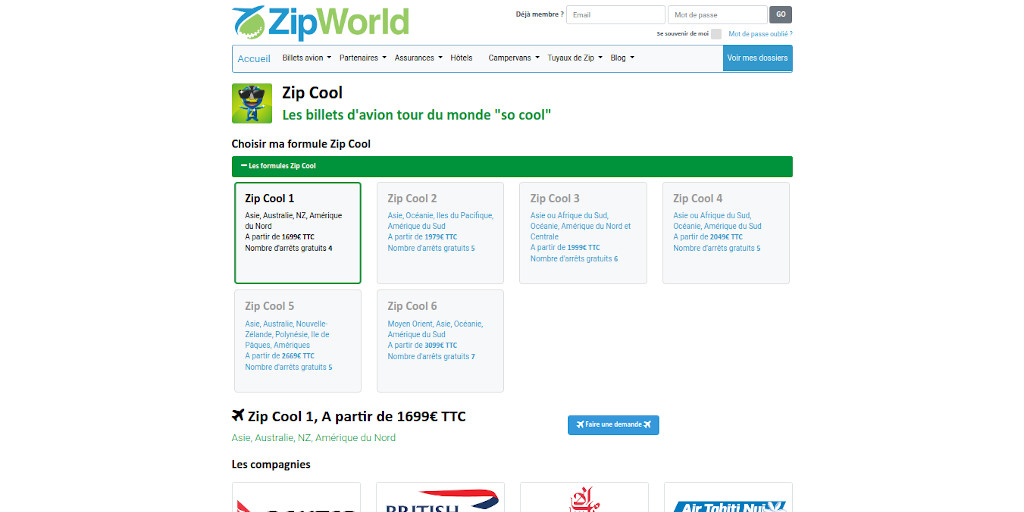 ZipWorld
Déjà membre ?
Email
Mot de passe
GO
Se souvenir de moi
Mot de passe oublié ?
Accueil
Billets avion
Partenaires
Assurances
Hôtels
Campervans
Tuyaux de Zip
Blog
Voir mes dossiers
Zip Cool
Les billets d'avion tour du monde "so cool"
Choisir ma formule Zip Cool
Les formules Zip Cool
Zip Cool 1
Asie, Australie, NZ, Amérique
du Nord
A partir de 1699€ TTC
Nombre d'arrêts gratuits 4
Zip Cool 2
Asie, Océanie, Iles du Pacifique,
Amérique du Sud
A partir de 1979€ TTC
Nombre d'arrêts gratuits 5
Zip Cool 3
Asie ou Afrique du Sud,
Océanie, Amérique du Nord et
Centrale
A partir de 1999€ TTC
Nombre d'arrêts gratuits 6
Zip Cool 4
Asie ou Afrique du Sud,
Océanie, Amérique du Sud
A partir de 2049€ TTC
Nombre d'arrêts gratuits 5
Zip Cool 5
Asie, Australie, Nouvelle-
Zélande, Polynésie, Ile de
Pâques, Amériques
A partir de 2669€ TTC
Nombre d'arrêts gratuits 5
Zip Cool 6
Moyen Orient, Asie, Océanie,
Amérique du Sud
A partir de 3099€ TTC
Nombre d'arrêts gratuits 7
Zip Cool 1, A partir de 1699€ TTC
Faire une demande
Asie, Australie, NZ, Amérique du Nord
Les compagnies
BRITISH
Air Tahiti Nui